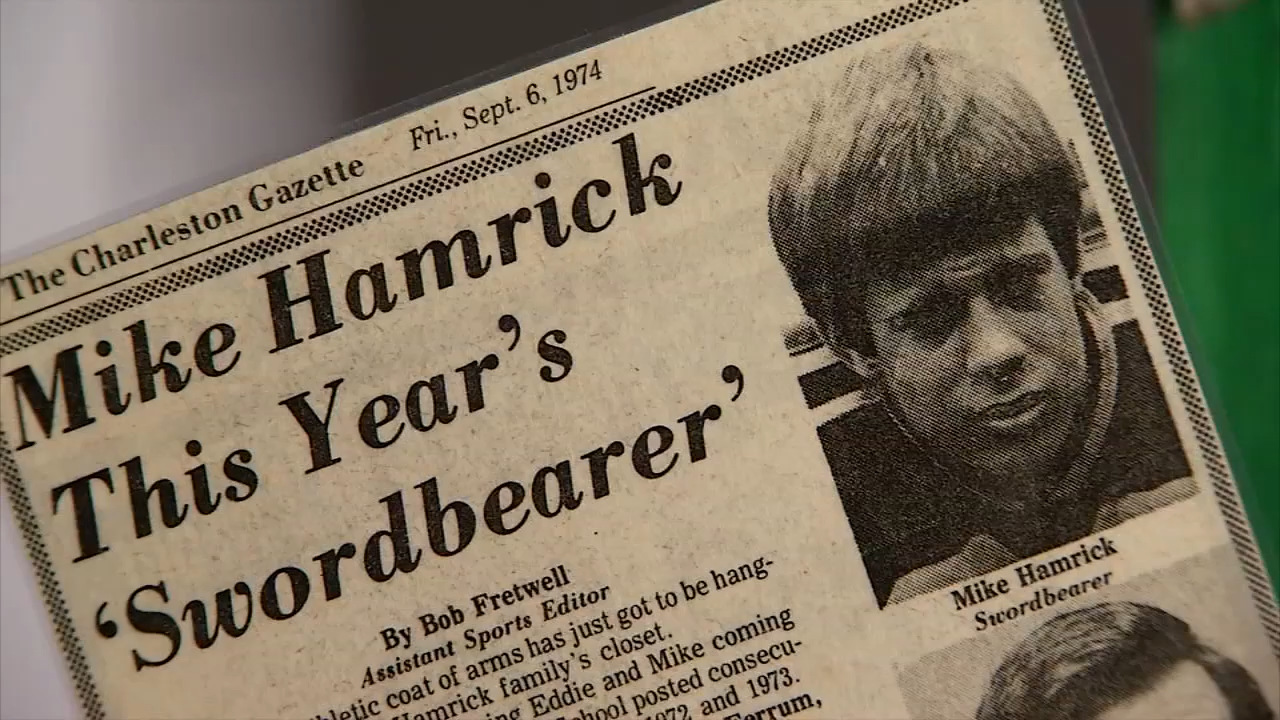 The Charleston Gazette Fri., Sept. 6, 1974
Mike Hamrick
This Year's
'Swordbearer'
By Bob Fretwell
Assistant Sports Editor
coat of arms has just got to be hang-
Hamrick family's closet.
Eddie and Mike coming
posted consecu-
1972 and 1973.
Ferrum,
Mike Hamrick
Swordbearer